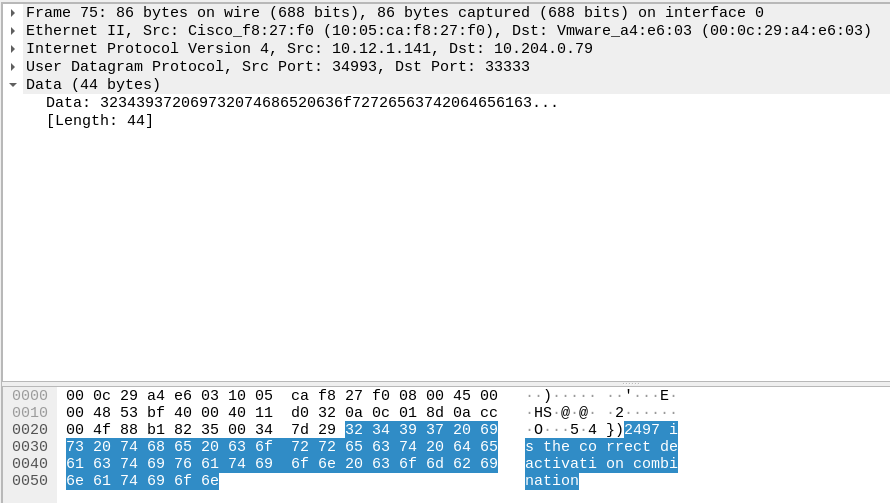 Frame 75: 86 bytes on wire (688 bits), 86 bytes captured (688 bits) on interface 0
Ethernet II, Src: Cisco_f8:27:f0 (10:05:ca:f8:27:f0), Dst: Vmware_a4:e6:03 (00:0c:29:a4:e6:03)
Internet Protocol Version 4, Src: 10.12.1.141, Dst: 10.204.0.79
User Datagram Protocol, Src Port: 34993, Dst Port: 33333
Data (44 bytes)
Data: 323439372069732074686520636f727265637420646561​63...
[Length: 44]
0000 00 0c 29 a4 e6 03 10 05 ca f8 27 f0 08 00 45 00 ··)····· ··'···E·
0010 00 48 53 bf 40 00 40 11 d0 32 0a 0c 01 8d 0a cc ·HS·@·@· ·2······
0020 00 4f 88 b1 82 35 00 34 7d 29 32 34 39 37 20 69 ·O···5·4 })2497 i
0030 73 20 74 68 65 20 63 6f 72 72 65 63 74 20 64 65 s the co rrect de
0040 61 63 74 69 76 61 74 69 6f 6e 20 63 6f 6d 62 69 activati on combi
0050 6e 61 74 69 6f 6e nation